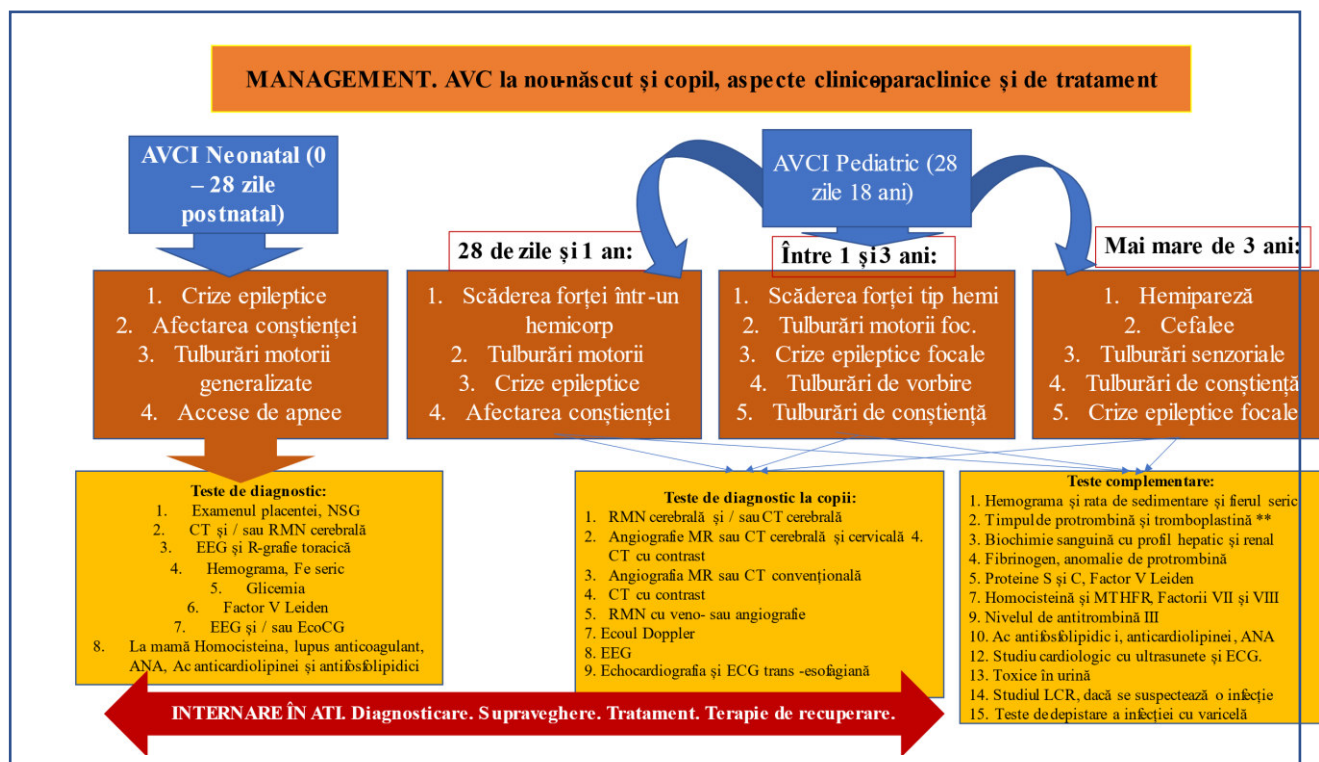 MANAGEMENT. AVC la nou-născut și copil, aspecte clinico-paraclinice și de tratament
AVCI Neonatal (0
– 28 zile
postnatal)
AVCI Pediatric (28
zile 18 ani)
28 de zile și 1 an:
Între 1 și 3 ani:
Mai mare de 3 ani:
1. Crize epileptice
2. Afectarea conștienței
3. Tulburări motorii
generalizate
4. Accese de apnee
1. Scăderea forței într-un
hemicorp
2. Tulburări motorii
3. Crize epileptice
4. Afectarea conștienței
1. Scăderea forței tip hemi
2. Tulburări motorii foc.
3. Crize epileptice focale
4. Tulburări de vorbire
5. Tulburări de conștiență
1. Hemipareză
2. Cefalee
3. Tulburări senzoriale
4. Tulburări de conștiență
5. Crize epileptice focale
Teste de diagnostic:
1. Examenul placentei, NSG
2. CT și / sau RMN cerebrală
3. EEG și R-grafie toracică
4. Hemograma, Fe seric
5. Glicemia
6. Factor V Leiden
7. EEG și / sau EcoCG
8. La mamă Homocisteina, lupus anticoagulant,
ANA, Ac anticardiolipinei și antifosfolipidici
Teste de diagnostic la copii:
1. RMN cerebrală și / sau CT cerebrală
2. Angiografie MR sau CT cerebrală și cervicală 4.
CT cu contrast
3. Angiografia MR sau CT convențională
4. CT cu contrast
5. RMN cu veno- sau angiografie
7. Ecoul Doppler
8. EEG
9. Echocardiografia și ECG trans -esofagiană
Teste complementare:
1. Hemograma și rata de sedimentare și fierul seric
2. Timpul de protrombină și tromboplastină **
3. Biochimie sanguină cu profil hepatic și renal
4. Fibrinogen, anomalie de protrombină
5. Proteine S și C, Factor V Leiden
7. Homocisteină și MTHFR, Factorii VII și VIII
9. Nivelul de antitrombină III
10. Ac antifosfolipidic i, anticardiolipinei, ANA
12. Studiu cardiologic cu ultrasunete și ECG.
13. Toxice în urină
14. Studiul LCR, dacă se suspectează o infecție
15. Teste de depistare a infecției cu varicelă
INTERNARE ÎN ATI. Diagnosticare. Supraveghere. Tratament. Terapie de recuperare.